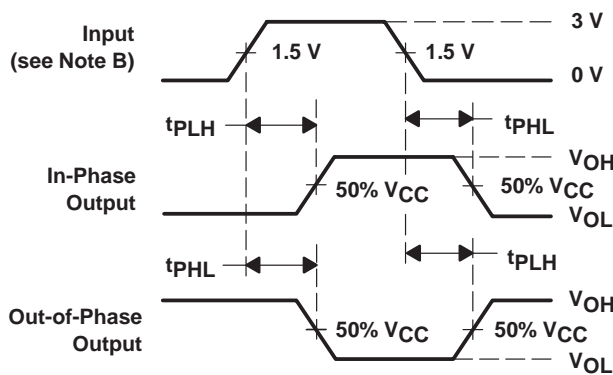 Input
(see Note B)
1.5 V
1.5 V
3 V
0 V
tPLH
tPHL
In-Phase
Output
50% VCC
50% VCC
VOH
VOL
tPHL
tPLH
Out-of-Phase
Output
50% VCC
50% VCC
VOH
VOL